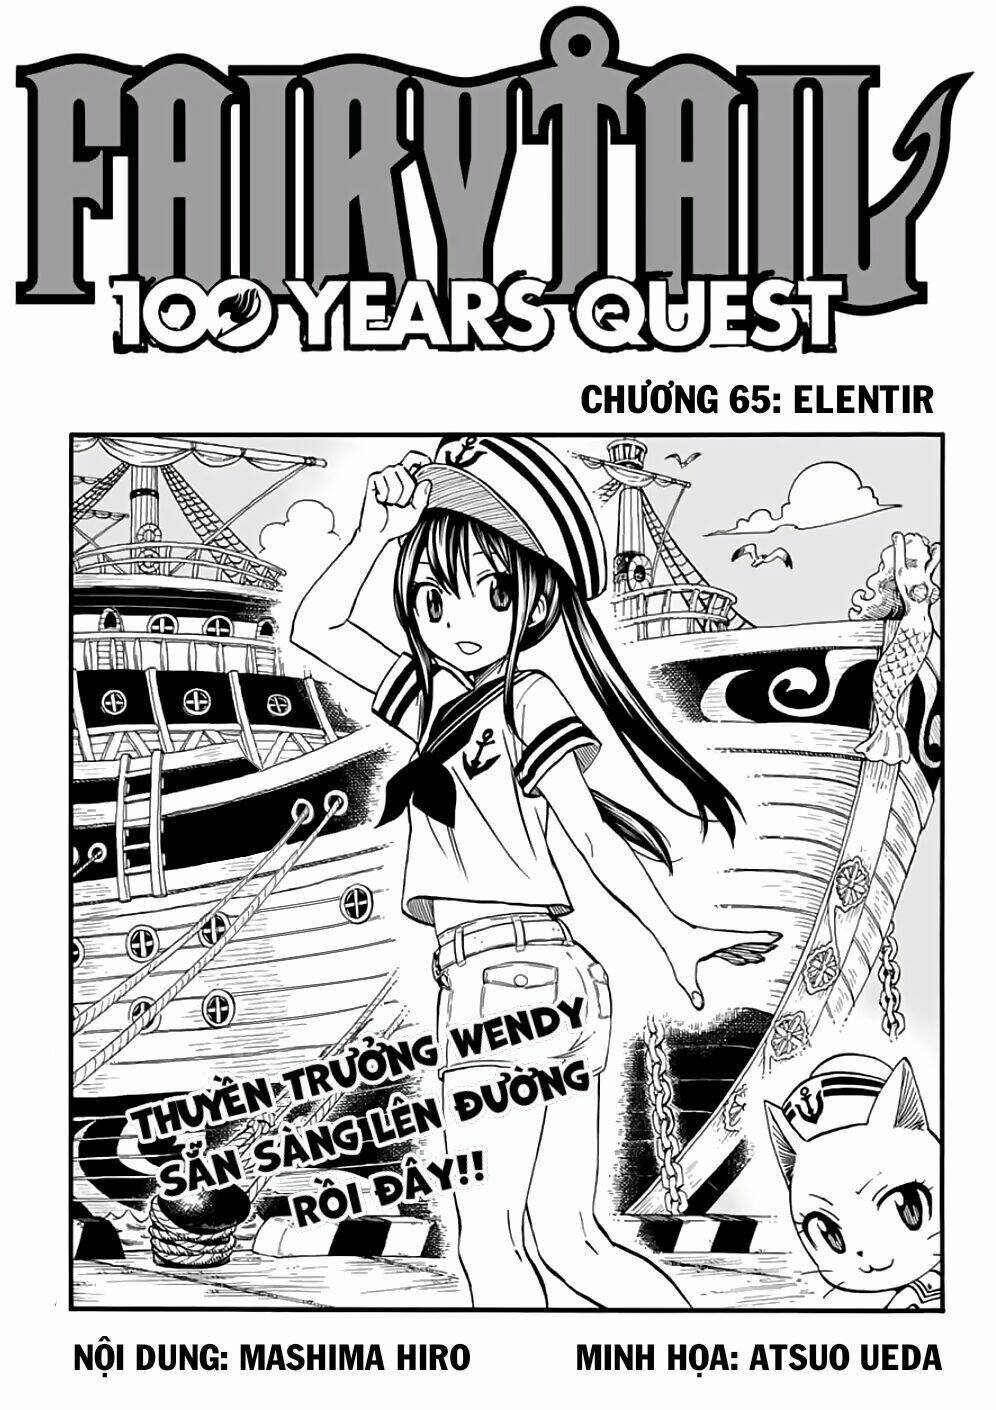 FAIRY TAIL
100 YEARS QUEST
CHƯƠNG 65: ELENTIR
THUYỀN TRƯỞNG WENDY
SẴN SÀNG LÊN ĐƯỜNG
RỒI ĐÂY!!
NỘI DUNG: MASHIMA HIRO
MINH HỌA: ATSUO UEDA